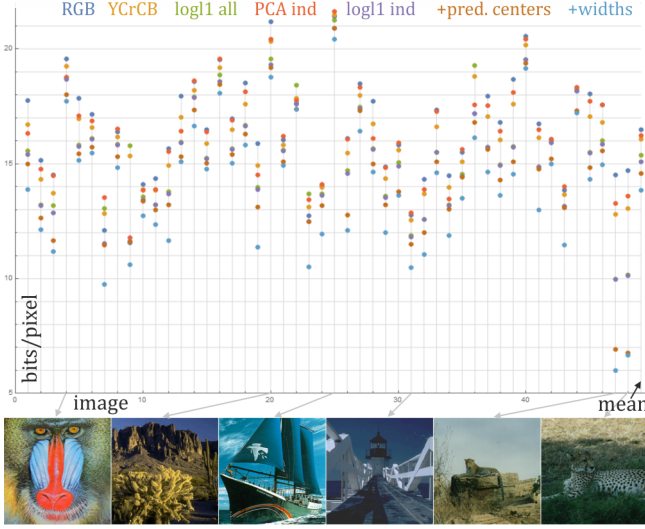 RGB YCrCB logl1 all PCA ind logl1 ind +pred. centers +widths
20
15
10
5
bits/pixel
10 20 30 40
image mean